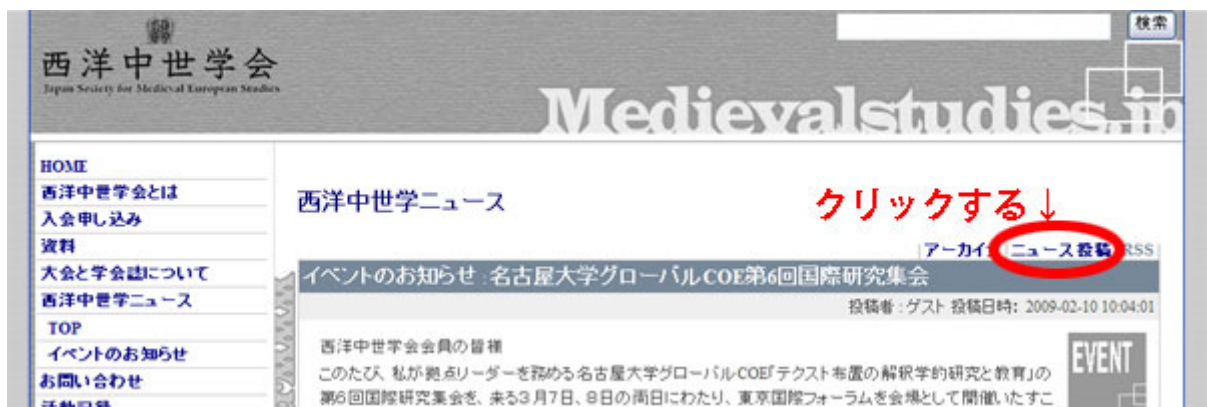 検索
西洋中世学会
Japan Society for Medieval European Studies
Medievalstudies.jp
HOME
西洋中世学会とは
入会申し込み
資料
大会と学会誌について
西洋中世学ニュース
TOP
イベントのお知らせ
お問い合わせ
活動記録
西洋中世学ニュース
クリックする↓
|アーカイブ|ニュース投稿|RSS|
イベントのお知らせ:名古屋大学グローバルCOE第6回国際研究集会
投稿者:ゲスト 投稿日時: 2009-02-10 10:04:01
EVENT
西洋中世学会会員の皆様
このたび、私が拠点リーダーを務める名古屋大学グローバルCOE「テクスト布置の解釈学的研究と教育」の
第6回国際研究集会を、来る3月7日、8日の両日にわたり、東京国際フォーラムを会場として開催いたすこ